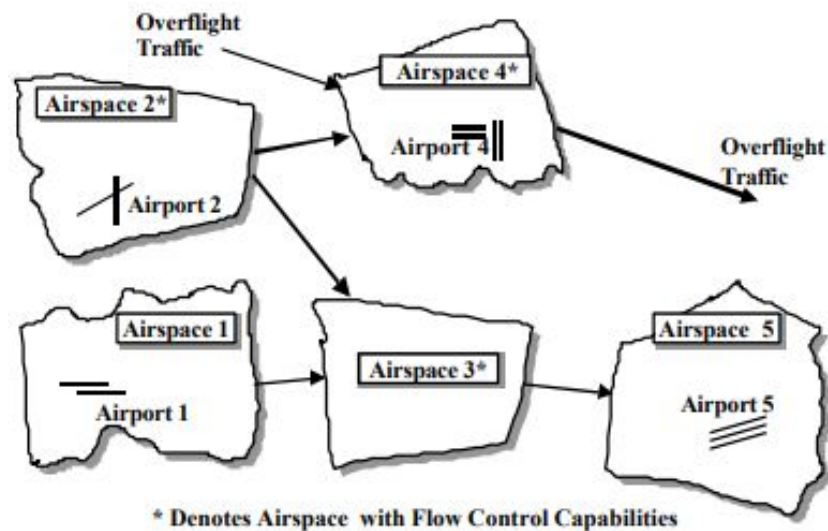 Overflight
Traffic
Airspace 4*
Airspace 2*
Airport 4
Overflight
Traffic
Airport 2
Airspace 1
Airspace 5
Airspace 3*
Airport 1
Airport 5
* Denotes Airspace with Flow Control Capabilities